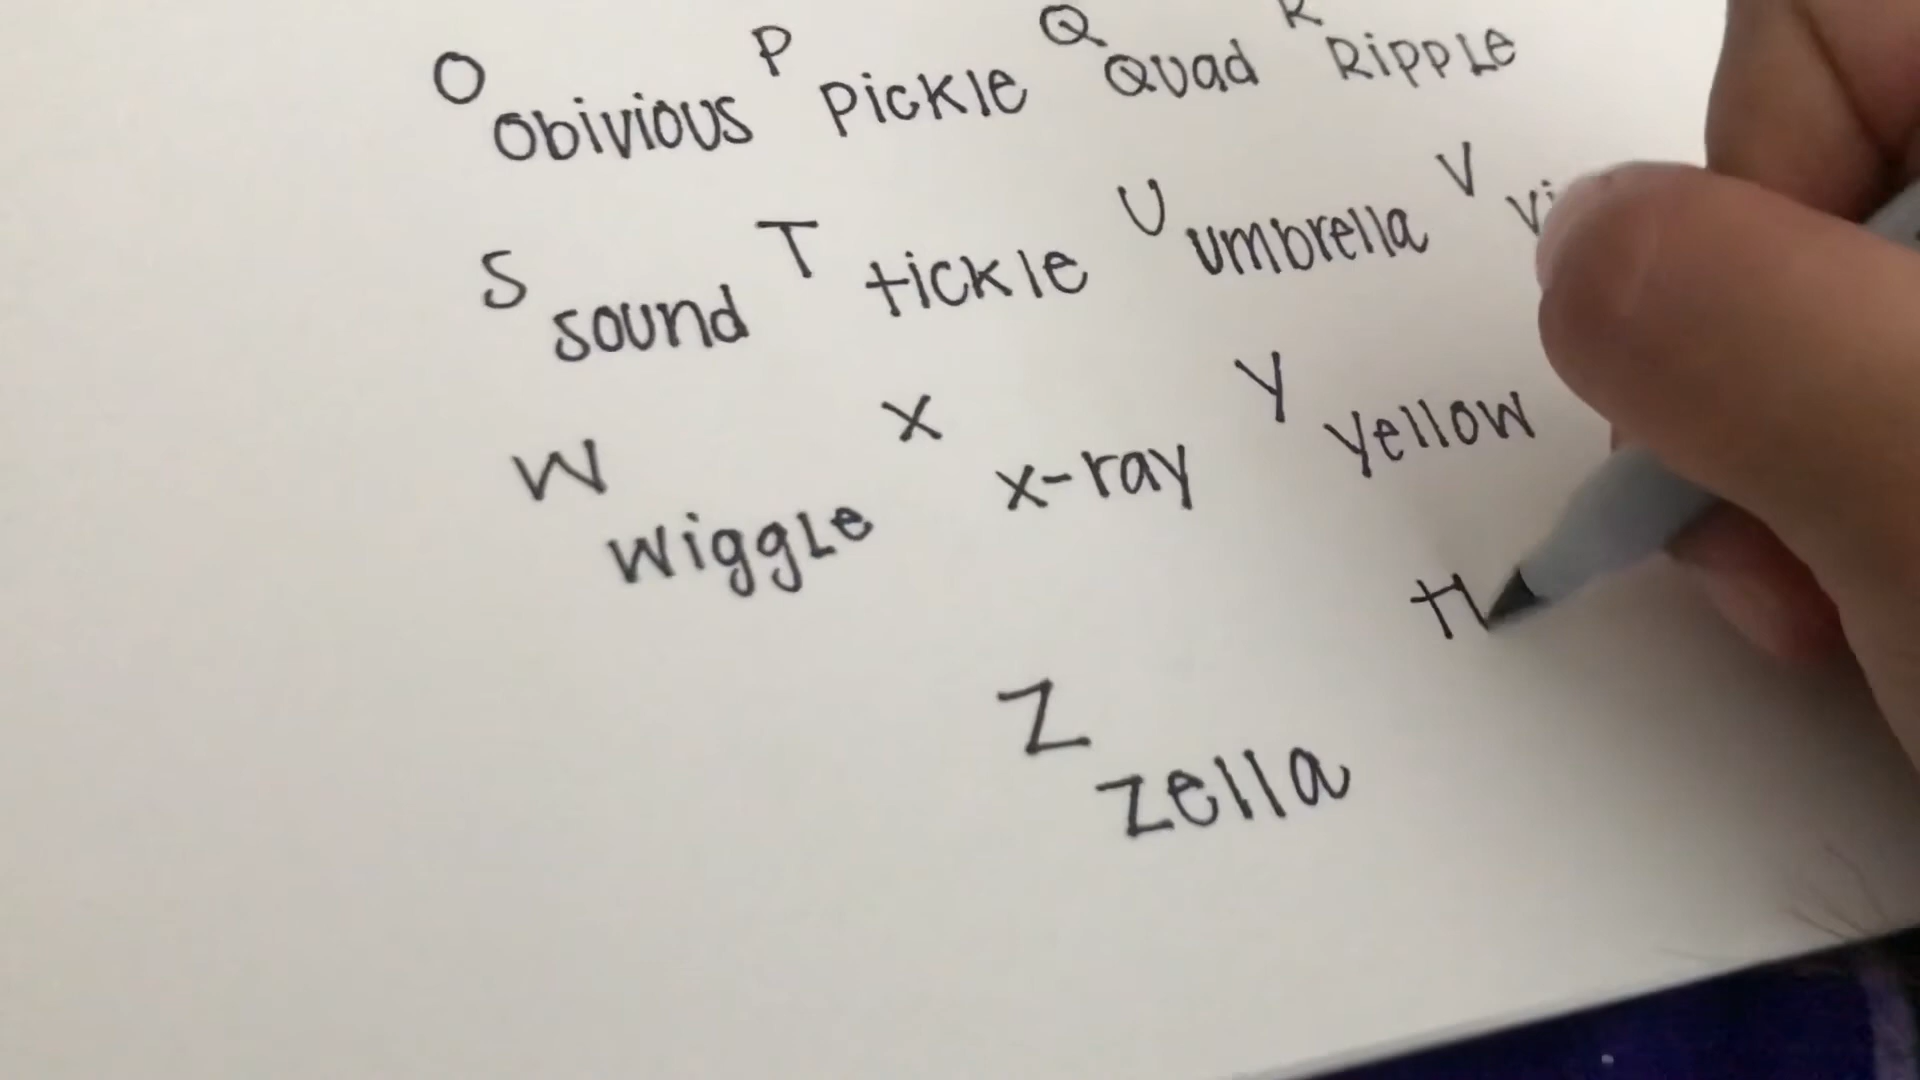 O obivious P Pickle Q Quad R RippLe
S sound T tickle U umbrella V
W wiggLe X x-ray Y yellow
Z zella